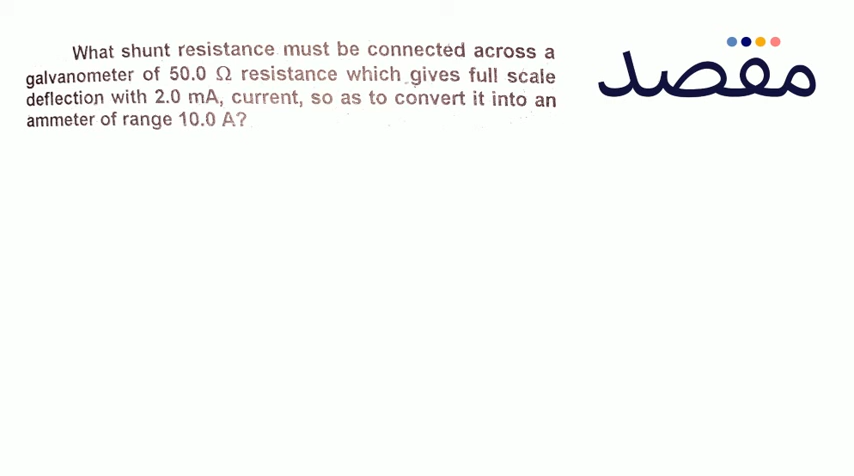 What shunt resistance must be connected across a
galvanometer of 50.0 Ω resistance which gives full scale
deflection with 2.0 mA, current, so as to convert it into an
ammeter of range 10.0 A?
مقصد